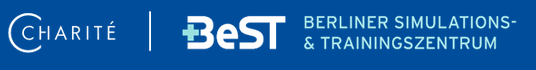 CHARITÉ
BeST
BERLINER SIMULATIONS-
& TRAININGSZENTRUM